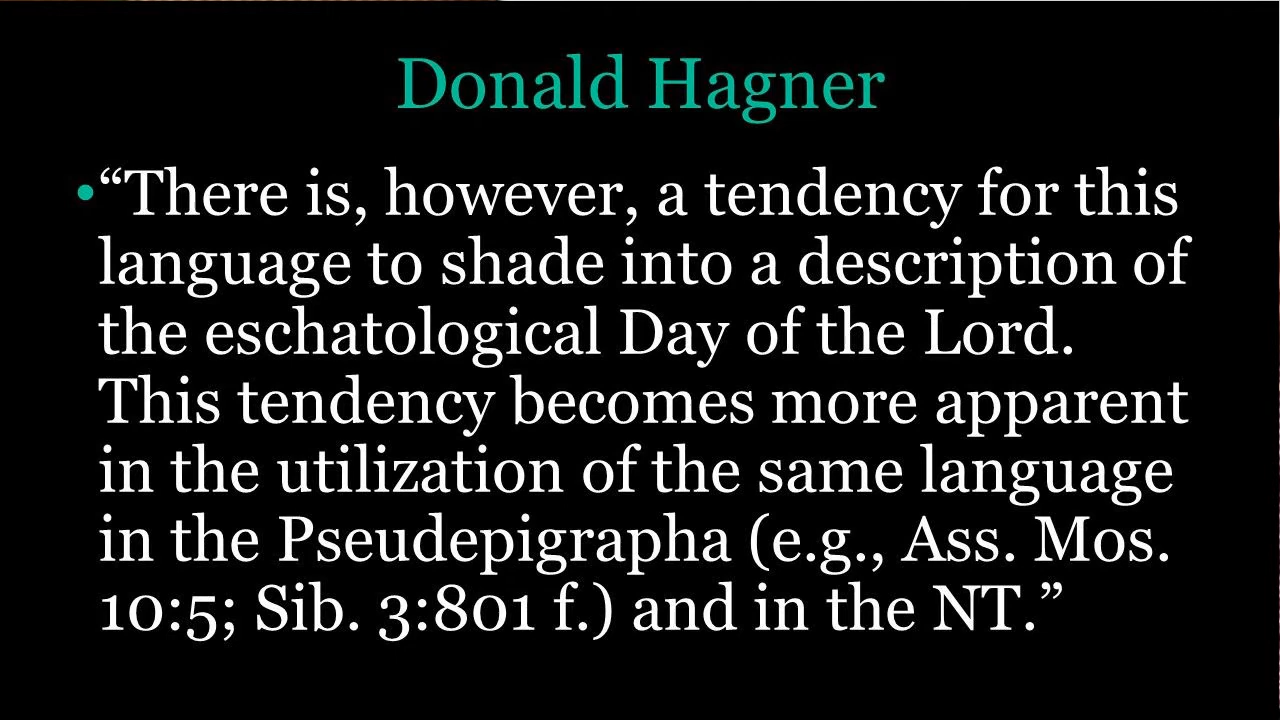 Donald Hagner
•“There is, however, a tendency for this
language to shade into a description of
the eschatological Day of the Lord.
This tendency becomes more apparent
in the utilization of the same language
in the Pseudepigrapha (e.g., Ass. Mos.
10:5; Sib. 3:801 f.) and in the NT.”